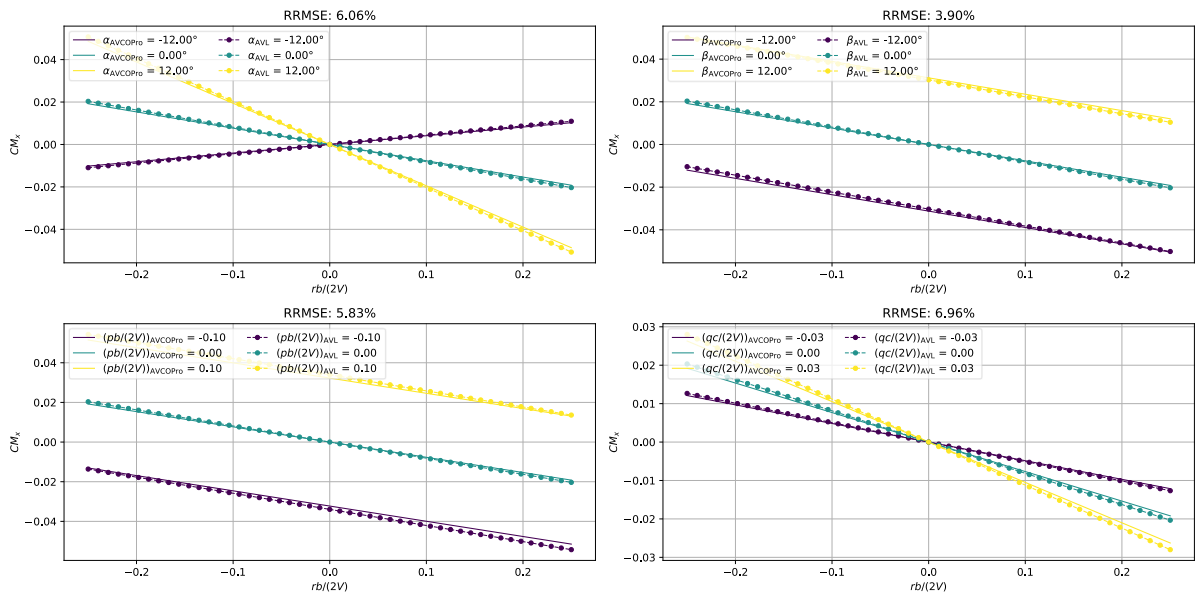 RRMSE: 6.06%
α_AVCOPro = -12.00° α_AVL = -12.00°
α_AVCOPro = 0.00° α_AVL = 0.00°
α_AVCOPro = 12.00° α_AVL = 12.00°
0.04
0.02
0.00
−0.02
−0.04
CM_x
−0.2 −0.1 0.0 0.1 0.2
rb/(2V)
RRMSE: 3.90%
β_AVCOPro = -12.00° β_AVL = -12.00°
β_AVCOPro = 0.00° β_AVL = 0.00°
β_AVCOPro = 12.00° β_AVL = 12.00°
0.04
0.02
0.00
−0.02
−0.04
CM_x
−0.2 −0.1 0.0 0.1 0.2
rb/(2V)
RRMSE: 5.83%
(pb/(2V))_AVCOPro = -0.10 (pb/(2V))_AVL = -0.10
(pb/(2V))_AVCOPro = 0.00 (pb/(2V))_AVL = 0.00
(pb/(2V))_AVCOPro = 0.10 (pb/(2V))_AVL = 0.10
0.04
0.02
0.00
−0.02
−0.04
CM_x
−0.2 −0.1 0.0 0.1 0.2
rb/(2V)
RRMSE: 6.96%
(qc/(2V))_AVCOPro = -0.03 (qc/(2V))_AVL = -0.03
(qc/(2V))_AVCOPro = 0.00 (qc/(2V))_AVL = 0.00
(qc/(2V))_AVCOPro = 0.03 (qc/(2V))_AVL = 0.03
0.03
0.02
0.01
0.00
−0.01
−0.02
−0.03
CM_x
−0.2 −0.1 0.0 0.1 0.2
rb/(2V)